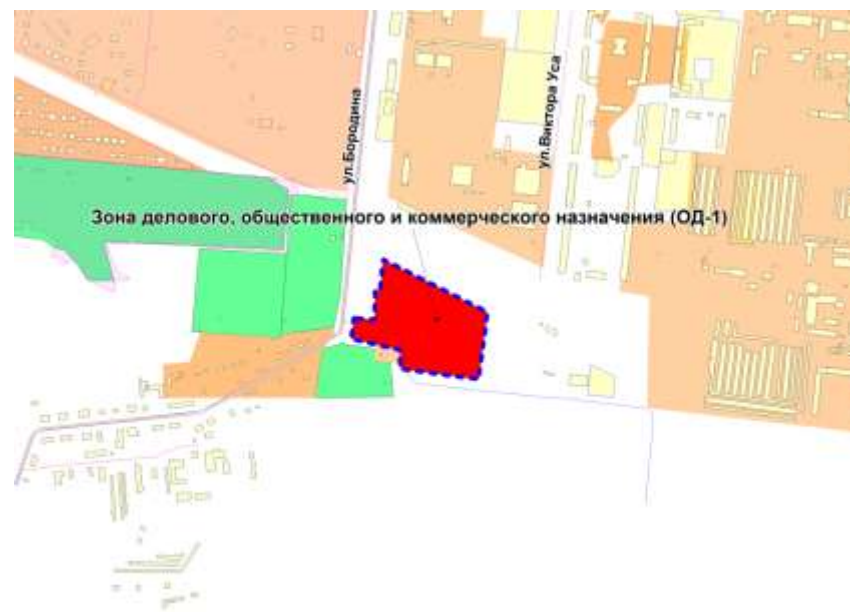 ул.Бородина
ул.Виктора Уса
Зона делового, общественного и коммерческого назначения (ОД-1)